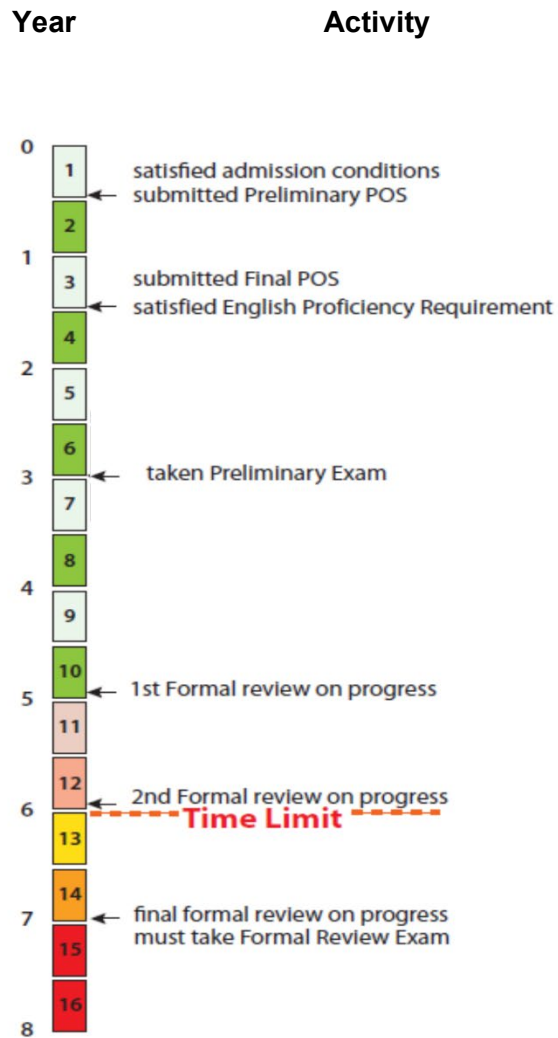 Year Activity
0
1 satisfied admission conditions
submitted Preliminary POS
2
1
3 submitted Final POS
satisfied English Proficiency Requirement
4
2
5
6
3 taken Preliminary Exam
7
8
4
9
10
5 1st Formal review on progress
11
12 2nd Formal review on progress
6 Time Limit
13
14
7 final formal review on progress
must take Formal Review Exam
15
16
8